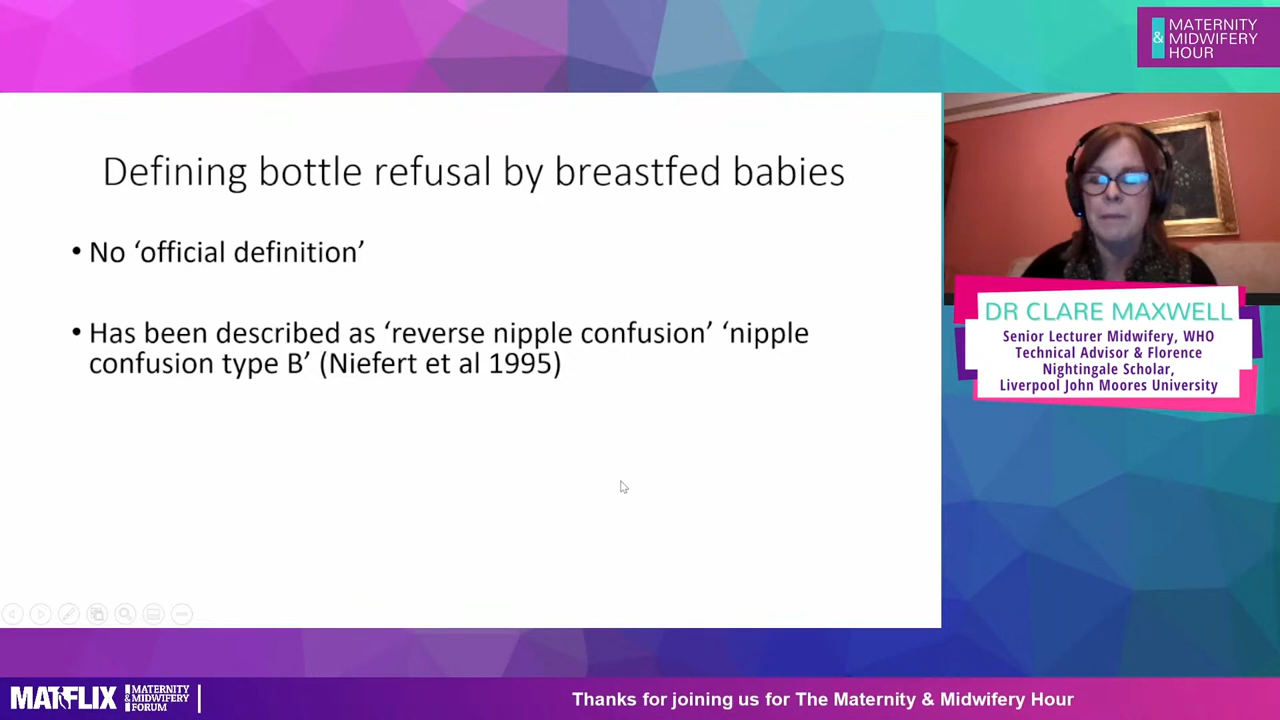 & MATERNITY
MIDWIFERY
HOUR
Defining bottle refusal by breastfed babies
• No ‘official definition’
• Has been described as ‘reverse nipple confusion’ ‘nipple
confusion type B’ (Niefert et al 1995)
DR CLARE MAXWELL
Senior Lecturer Midwifery, WHO
Technical Advisor & Florence
Nightingale Scholar,
Liverpool John Moores University
MATFLIX
MATERNITY
& MIDWIFERY
FORUM
Thanks for joining us for The Maternity & Midwifery Hour